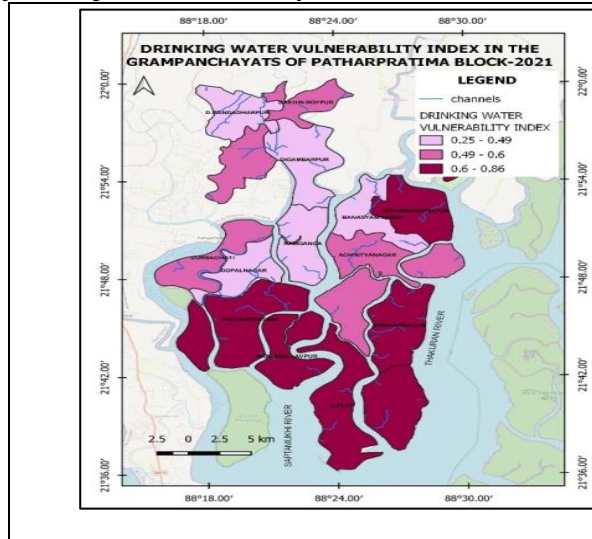 88°18.00' 88°24.00' 88°30.00'
DRINKING WATER VULNERABILITY INDEX IN THE
GRAMPANCHAYATS OF PATHARPRATIMA BLOCK-2021
LEGEND
channels
DRINKING WATER
VULNERABILITY INDEX
0.25 - 0.49
0.49 - 0.6
0.6 - 0.86
22°0.00' 22°0.00'
DIGAMBARPUR
21°54.00' 21°54.00'
RAMGANGA
ACHINTYANAGAR
GOPALNAGAR
21°48.00' 21°48.00'
THAKURAN RIVER
21°42.00' 21°42.00'
SAPTAMUKHI RIVER
2.5 0 2.5 5 km
21°36.00' 21°36.00'
88°18.00' 88°24.00' 88°30.00'